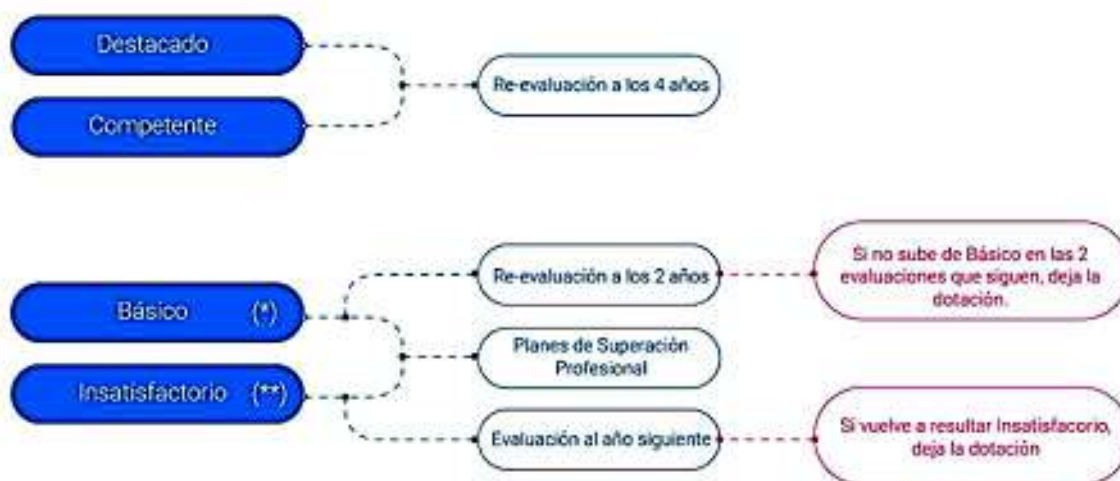 Destacado
Re-evaluación a los 4 años
Competente
Re-evaluación a los 2 años
Si no sube de Básico en las 2
evaluaciones que siguen, deja la
dotación.
Básico (*)
Planes de Superación
Profesional
Insatisfactorio (**)
Evaluación al año siguiente
Si vuelve a resultar Insatisfacorio,
deja la dotación